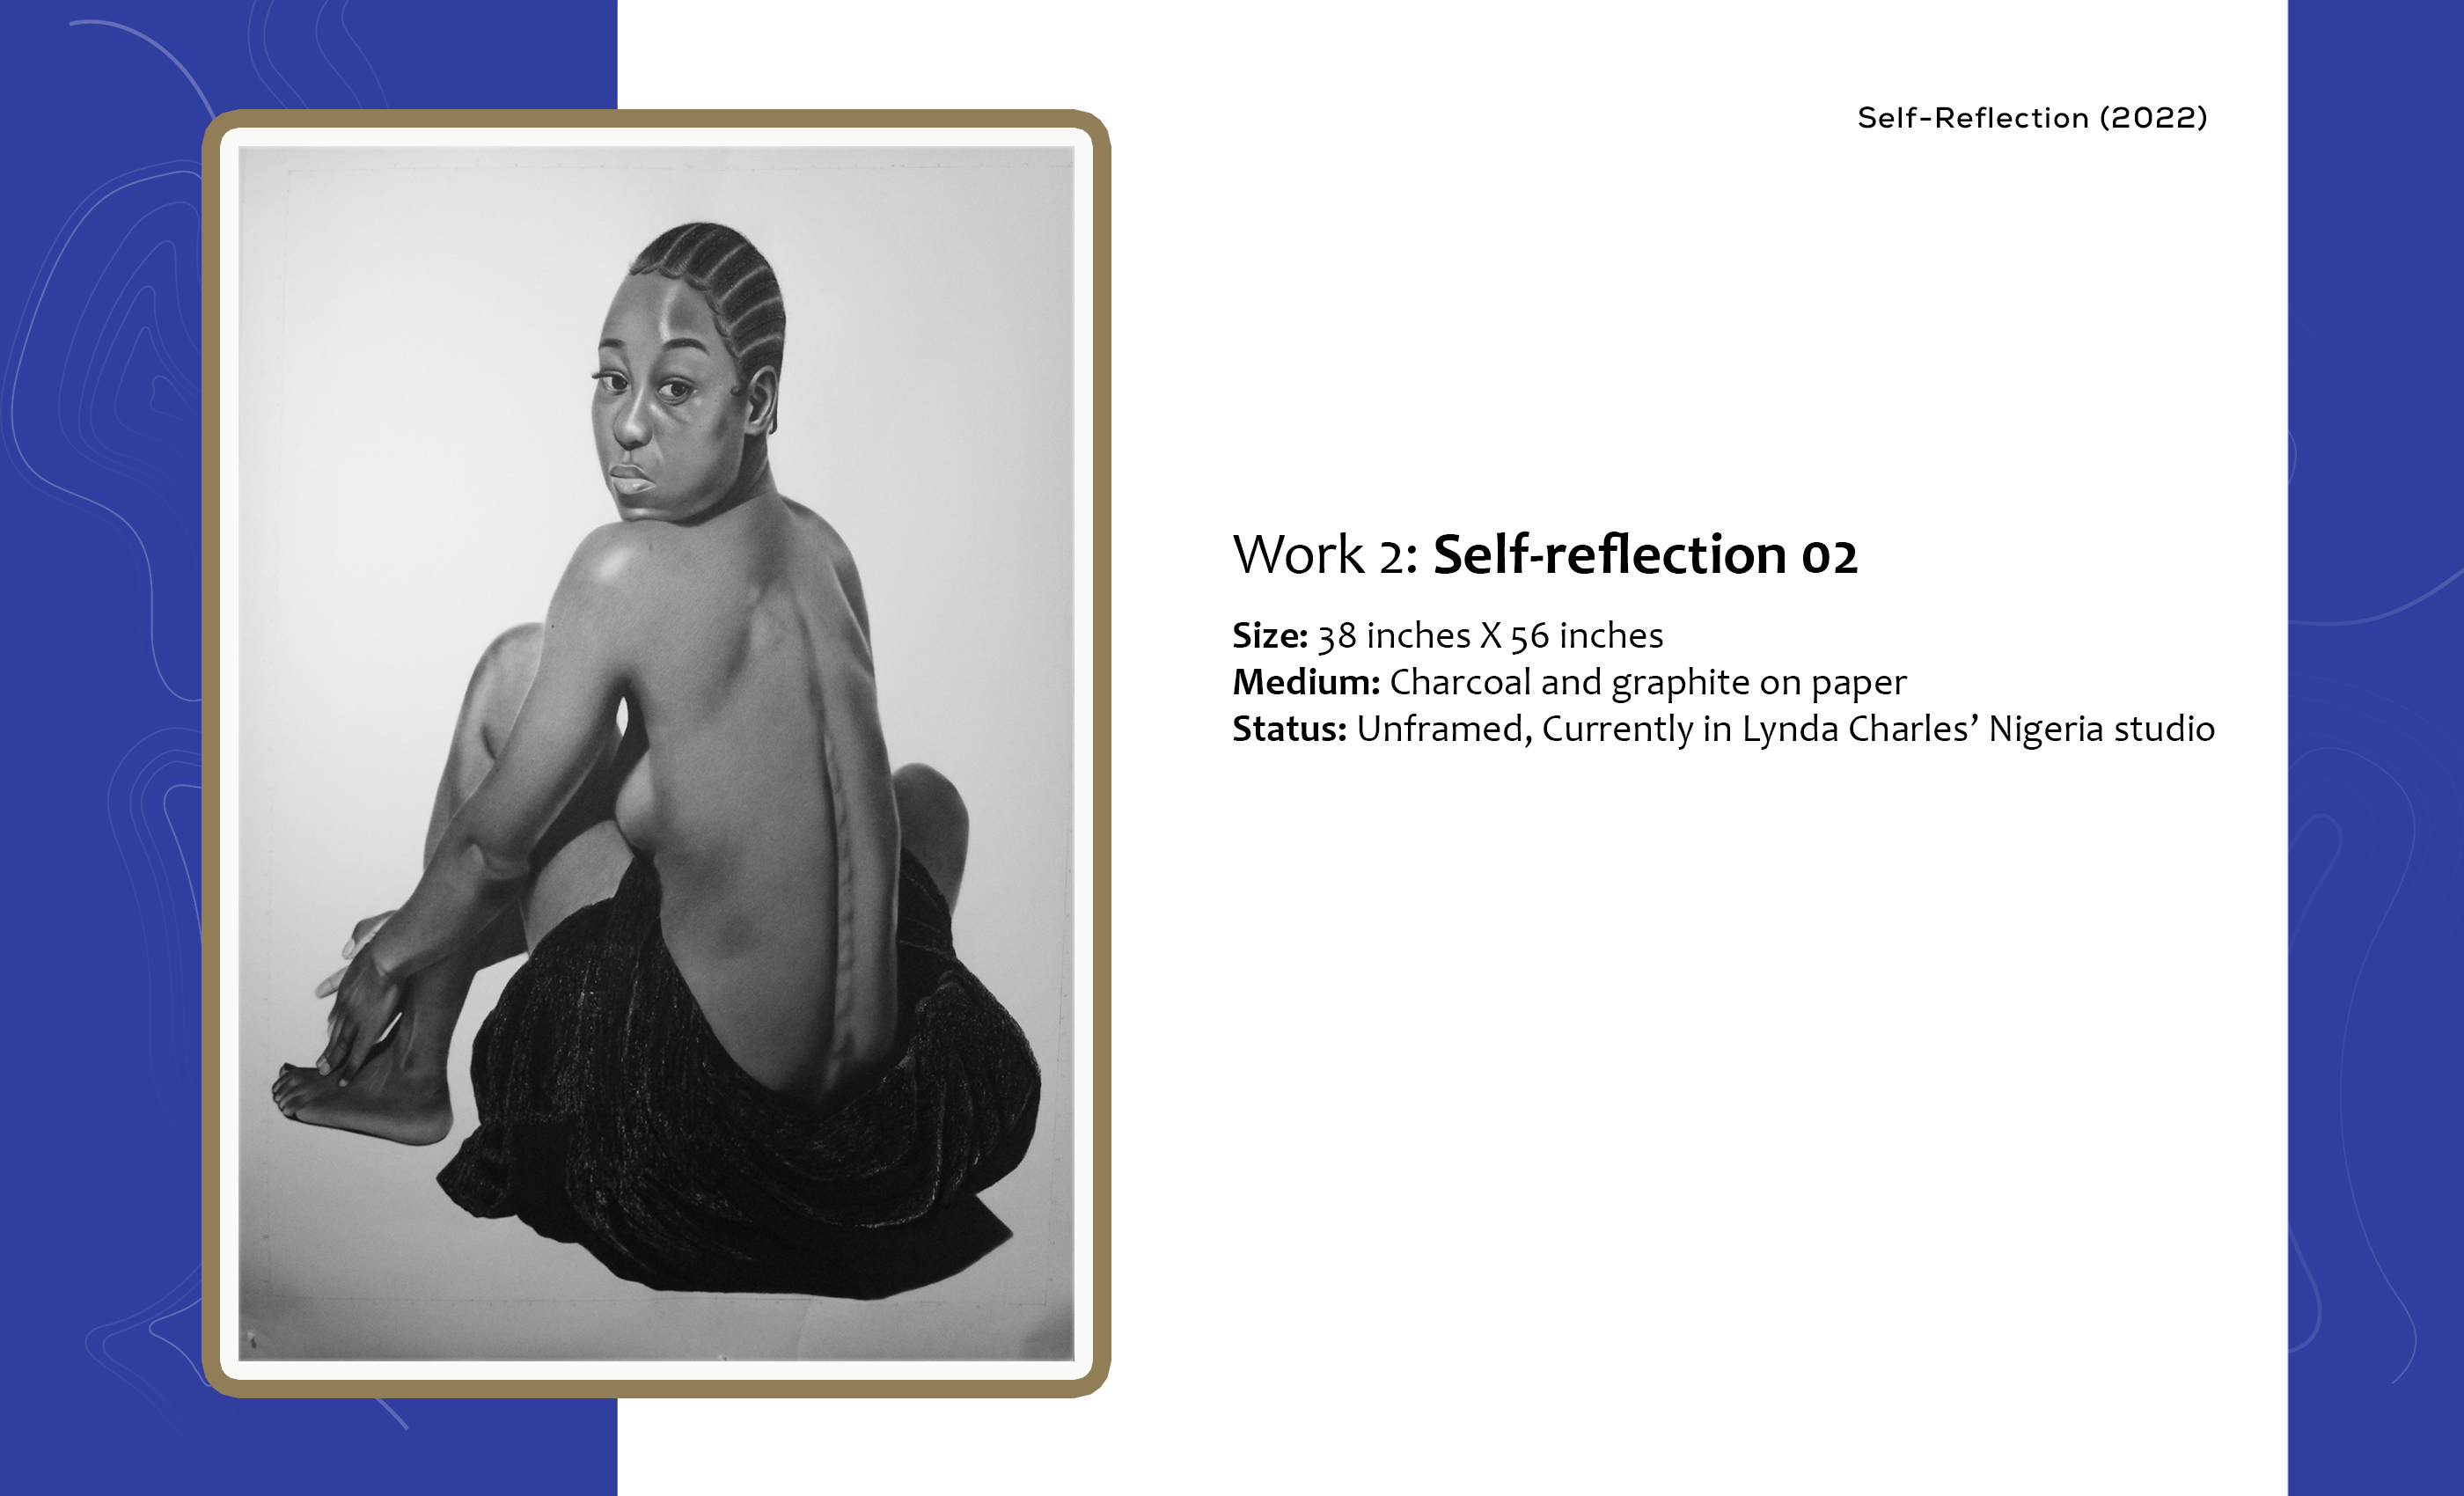 Self-Reflection (2022)
Work 2: Self-reflection 02
Size: 38 inches X 56 inches
Medium: Charcoal and graphite on paper
Status: Unframed, Currently in Lynda Charles’ Nigeria studio